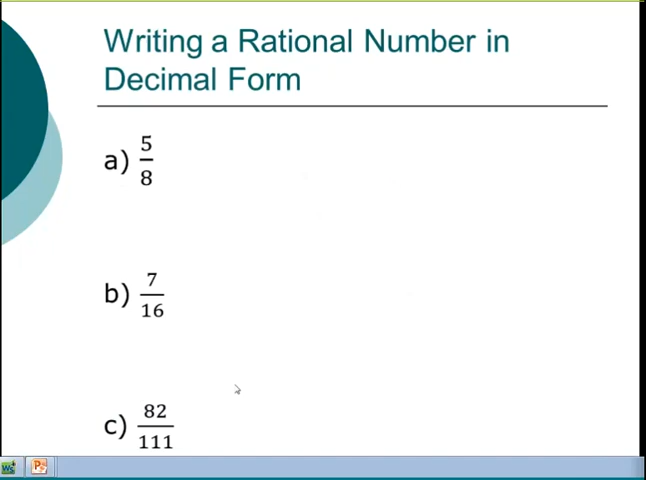 Writing a Rational Number in
Decimal Form
a) 5/8
b) 7/16
c) 82/111